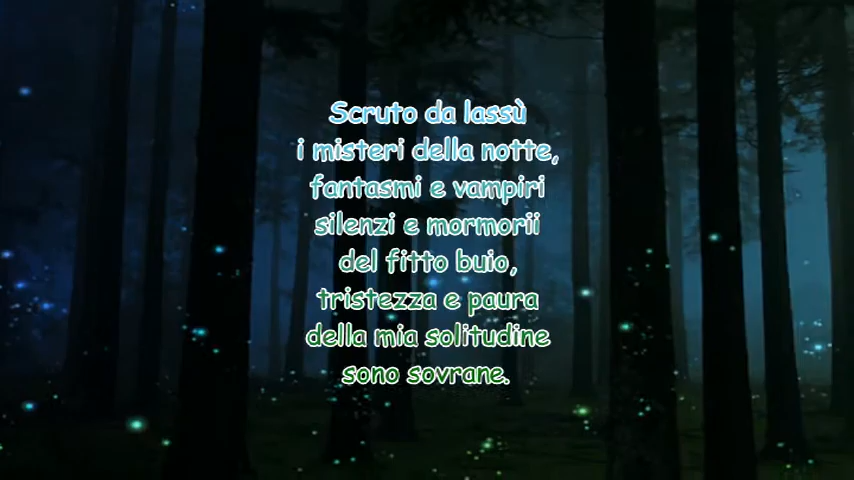 Scruto da lassù
i misteri della notte,
fantasmi e vampiri
silenzi e mormorii
del fitto buio,
tristezza e paura
della mia solitudine
sono sovrane.